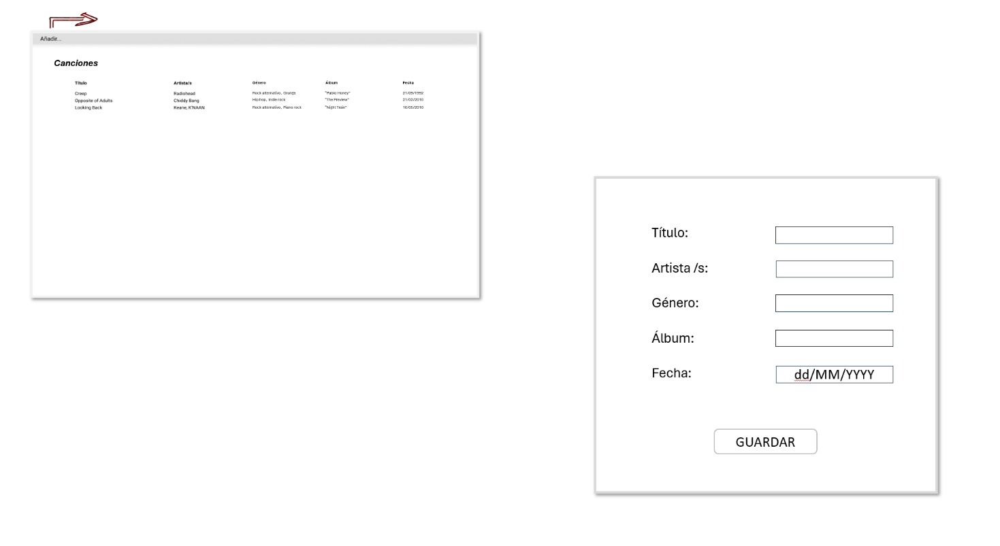 Añadir...
Canciones
Título Artista/s Género Álbum Fecha
Creep Radiohead Rock alternativo, Grunge "Pablo Honey" 21/09/1992
Opposite of Adults Chiddy Bang Hip hop, Indie rock "The Preview" 21/02/2010
Looking Back Keane, K'NAAN Rock alternativo, Piano rock "Night Train" 10/05/2010
Título:
Artista /s:
Género:
Álbum:
Fecha: dd/MM/YYYY
GUARDAR